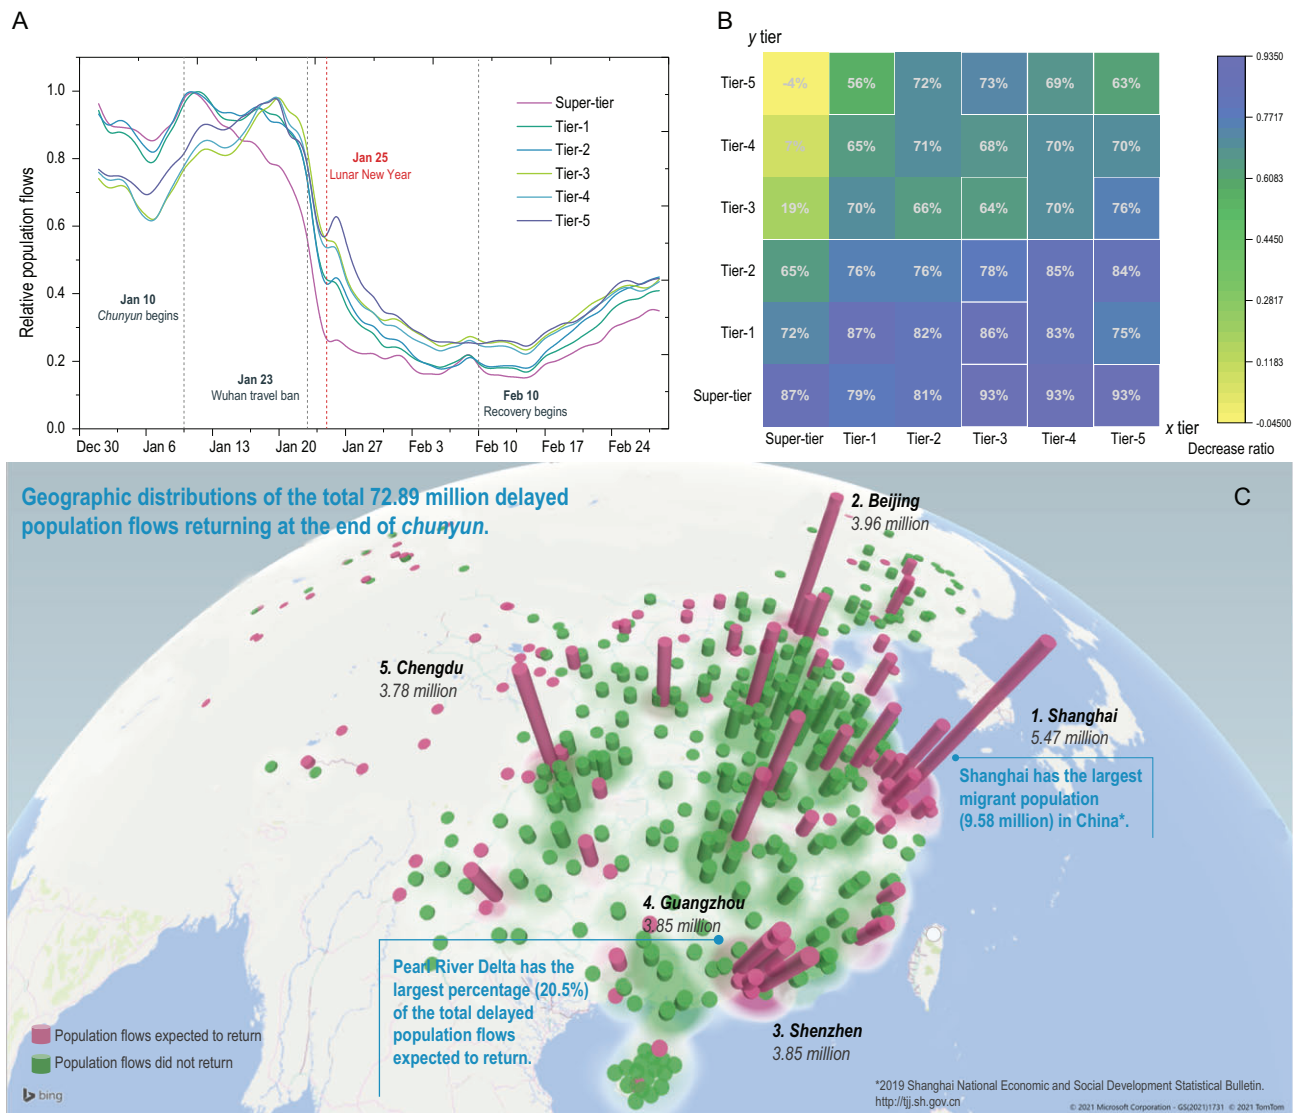 A
Relative population flows
1.0
0.8
0.6
0.4
0.2
0.0
Dec 30
Jan 6
Jan 13
Jan 20
Jan 27
Feb 3
Feb 10
Feb 17
Feb 24
Jan 10
Chunyun begins
Jan 23
Wuhan travel ban
Jan 25
Lunar New Year
Feb 10
Recovery begins
Super-tier
Tier-1
Tier-2
Tier-3
Tier-4
Tier-5
B
y tier
Tier-5 -4% 56% 72% 73% 69% 63%
Tier-4 7% 65% 71% 68% 70% 70%
Tier-3 19% 70% 66% 64% 70% 76%
Tier-2 65% 76% 76% 78% 85% 84%
Tier-1 72% 87% 82% 86% 83% 75%
Super-tier 87% 79% 81% 93% 93% 93%
Super-tier Tier-1 Tier-2 Tier-3 Tier-4 Tier-5
x tier
0.9350
0.7717
0.6083
0.4450
0.2817
0.1183
-0.04500
Decrease ratio
C
Geographic distributions of the total 72.89 million delayed
population flows returning at the end of chunyun.
2. Beijing
3.96 million
5. Chengdu
3.78 million
1. Shanghai
5.47 million
Shanghai has the largest
migrant population
(9.58 million) in China*.
4. Guangzhou
3.85 million
Pearl River Delta has the
largest percentage (20.5%)
of the total delayed
population flows
expected to return.
3. Shenzhen
3.85 million
Population flows expected to return
Population flows did not return
bing
*2019 Shanghai National Economic and Social Development Statistical Bulletin.
http://tjj.sh.gov.cn
© 2021 Microsoft Corporation - GS(2021)1731 © 2021 TomTom